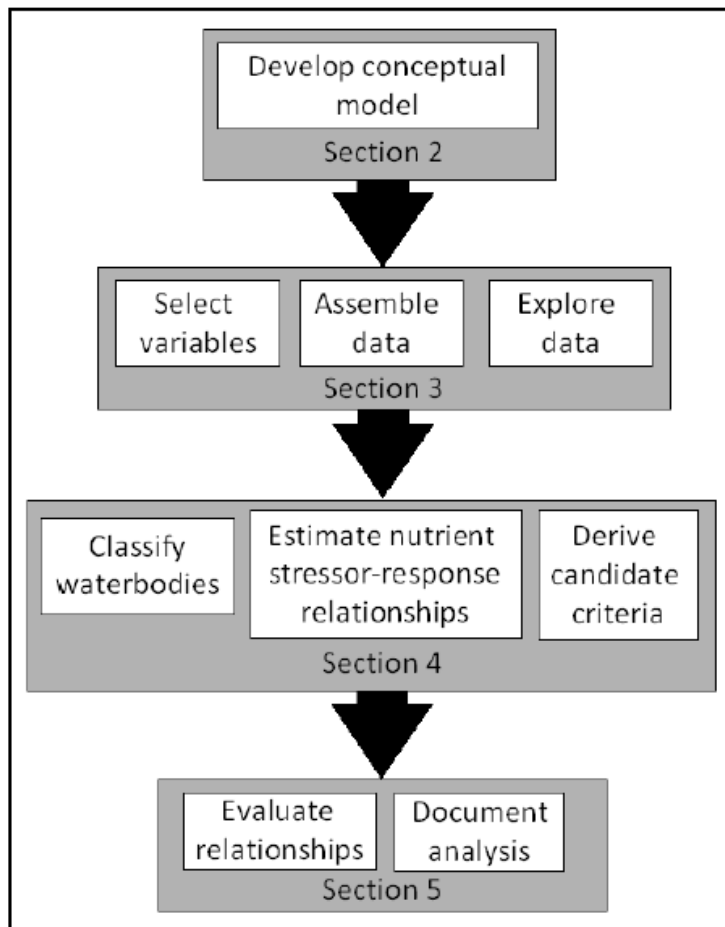 Develop conceptual
model
Section 2
Select
variables
Assemble
data
Explore
data
Section 3
Classify
waterbodies
Estimate nutrient
stressor-response
relationships
Derive
candidate
criteria
Section 4
Evaluate
relationships
Document
analysis
Section 5